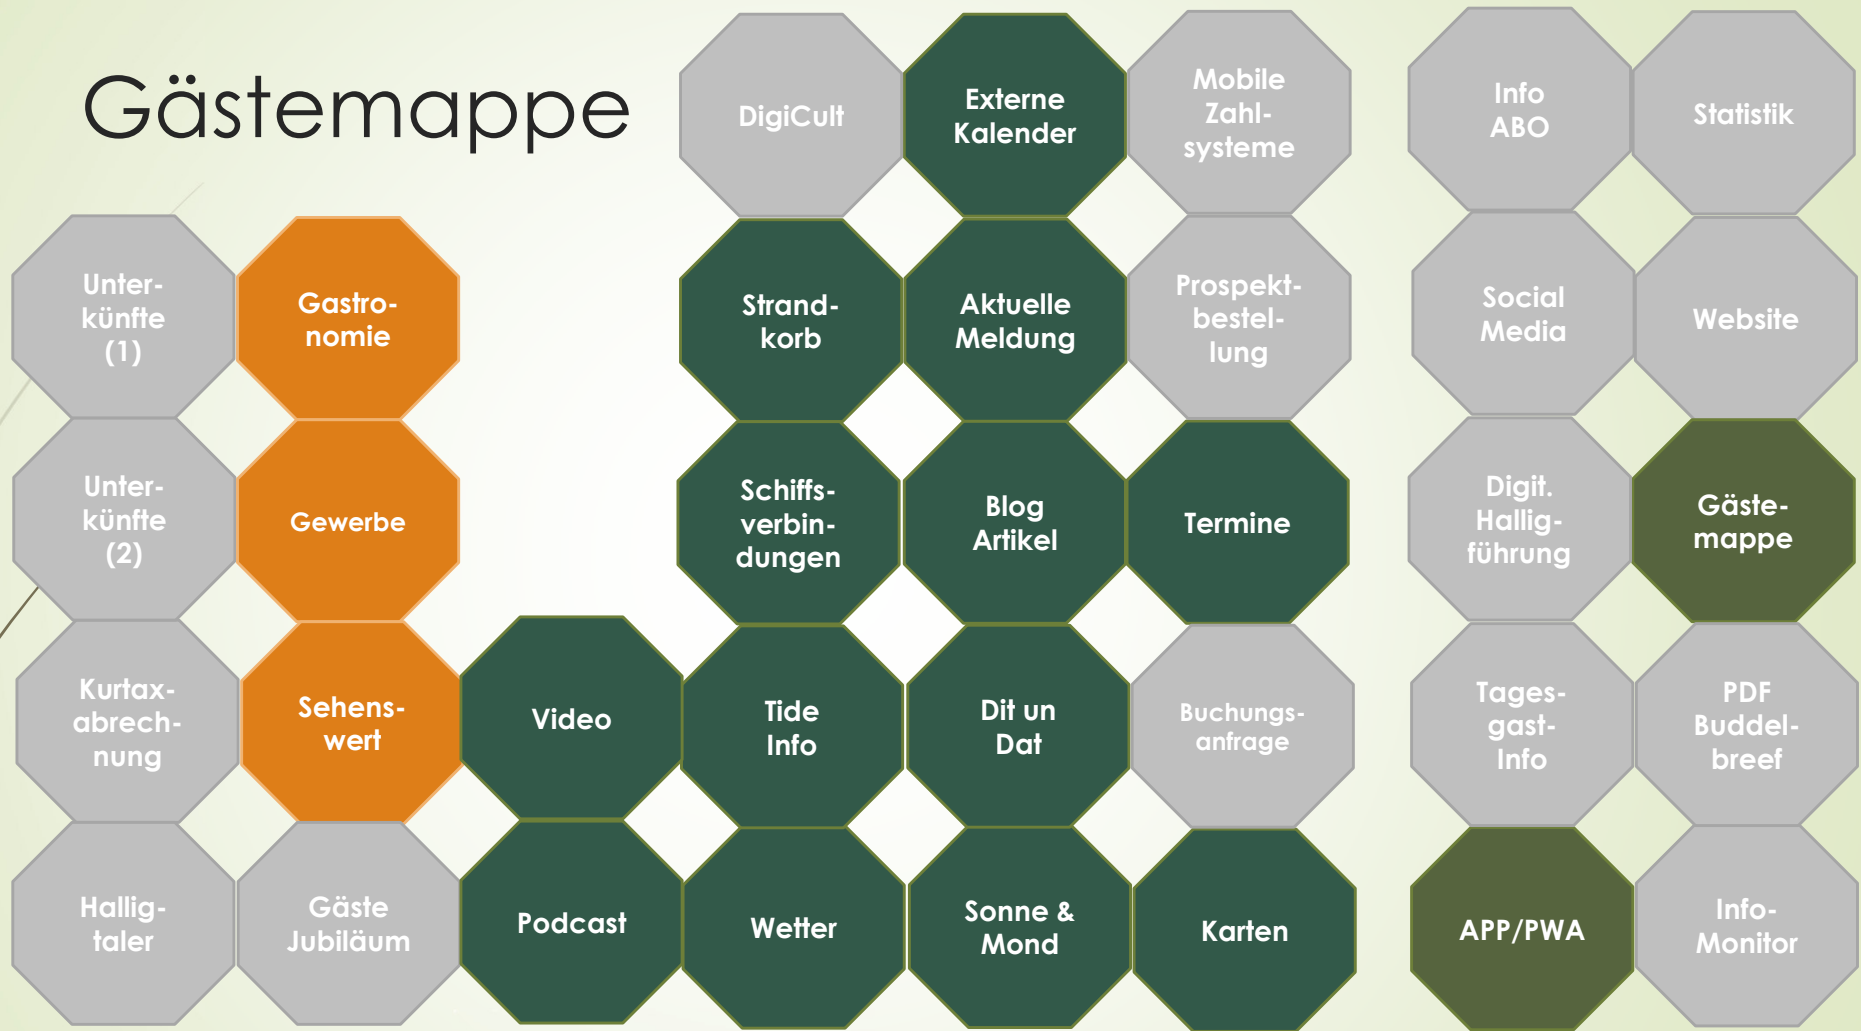 Gästemappe
DigiCult
Externe
Kalender
Mobile
Zahl-
systeme
Info
ABO
Statistik
Unter-
künfte
(1)
Gastro-
nomie
Strand-
korb
Aktuelle
Meldung
Prospekt-
bestel-
lung
Social
Media
Website
Unter-
künfte
(2)
Gewerbe
Schiffs-
verbin-
dungen
Blog
Artikel
Termine
Digit.
Hallig-
führung
Gäste-
mappe
Kurtax-
abrech-
nung
Sehens-
wert
Video
Tide
Info
Dit un
Dat
Buchungs-
anfrage
Tages-
gast-
Info
PDF
Buddel-
breef
Hallig-
taler
Gäste
Jubiläum
Podcast
Wetter
Sonne &
Mond
Karten
APP/PWA
Info-
Monitor